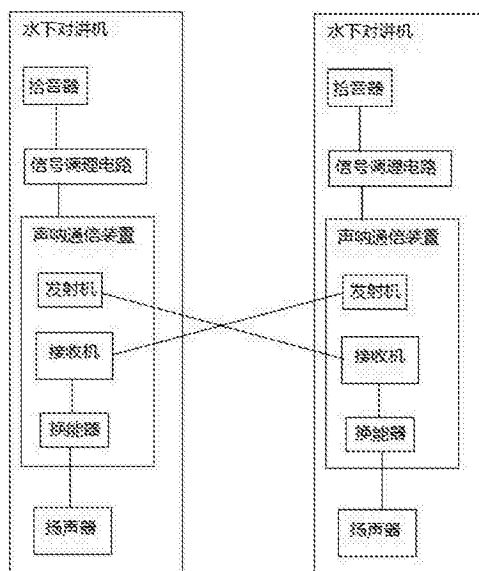 水下对讲机
拾音器
信号调理电路
声呐通信装置
发射机
接收机
换能器
扬声器
水下对讲机
拾音器
信号调理电路
声呐通信装置
发射机
接收机
换能器
扬声器